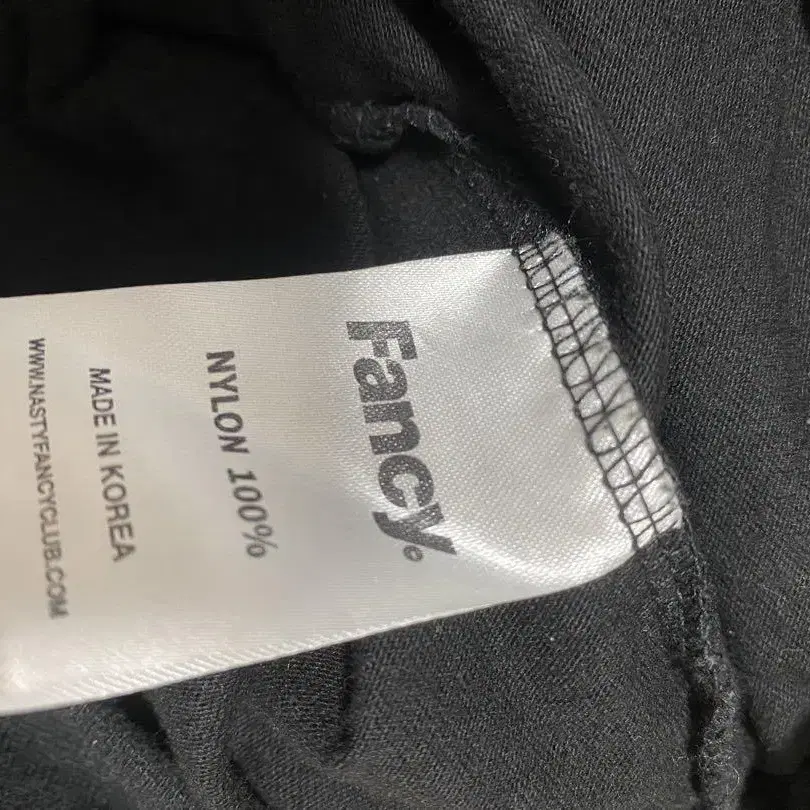 Fancy®
NYLON 100%
MADE IN KOREA
WWW.NASTYFANCYCLUB.COM